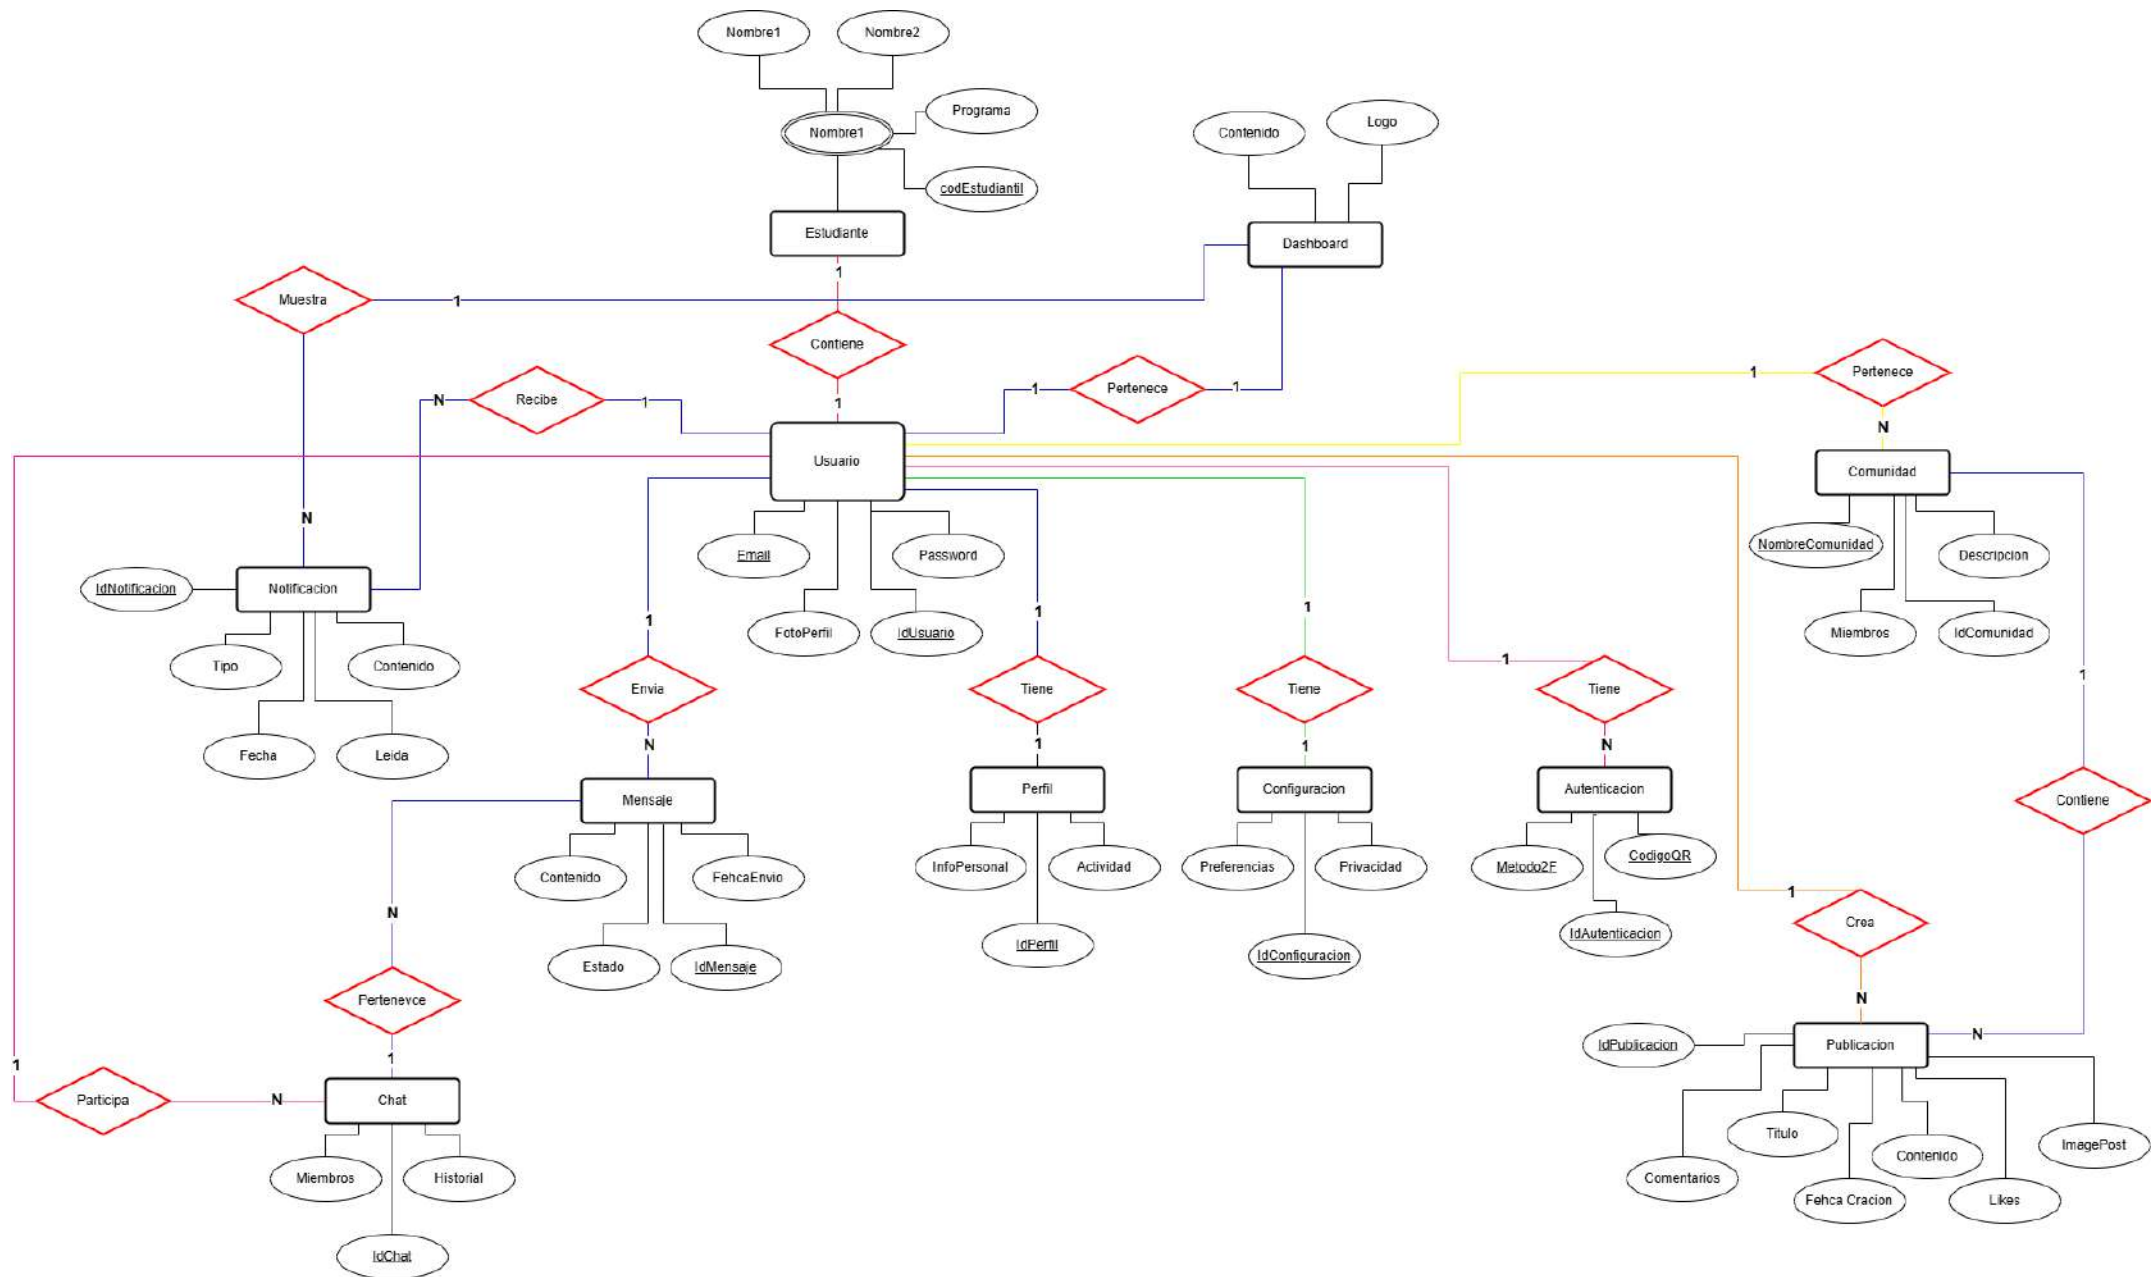 Nombre1
Nombre2
Programa
Nombre1
codEstudiantil
Contenido
Logo
Estudiante
Dashboard
1
Muestra
1
Contiene
Pertenece
1
N
Recibe
1
1
1
Pertenece
1
N
Usuario
Comunidad
N
Email
Password
NombreComunidad
Descripcion
IdNotificacion
Notificacion
FotoPerfil
IdUsuario
Miembros
IdComunidad
Tipo
Contenido
1
1
1
1
Envia
Tiene
Tiene
Tiene
1
Fecha
Leida
N
1
1
N
Mensaje
Perfil
Configuracion
Autenticacion
Contiene
Contenido
FehcaEnvio
InfoPersonal
Actividad
Preferencias
Privacidad
Metodo2F
CodigoQR
1
N
Crea
Estado
IdMensaje
IdPerfil
IdConfiguracion
IdAutenticacion
Pertenevce
N
1
IdPublicacion
Publicacion
N
1
Participa
N
Chat
Titulo
ImagePost
Miembros
Historial
Comentarios
Contenido
Fehca Cracion
Likes
IdChat